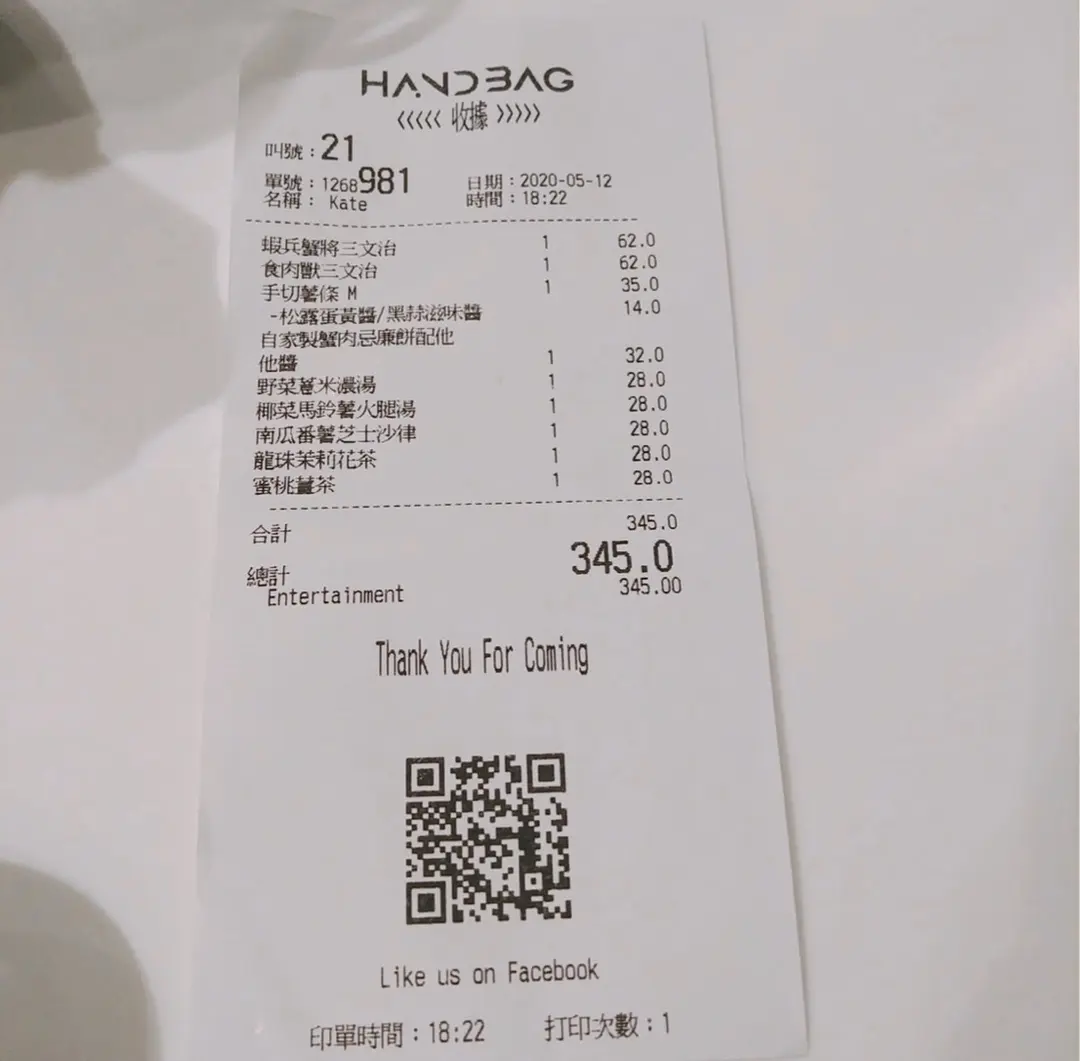 HANDBAG
<<<<< 收據 >>>>>
叫號：21
單號：1268981 日期：2020-05-12
名稱： Kate 時間：18:22
蝦兵蟹將三文治 1 62.0
食肉獸三文治 1 62.0
手切薯條 M 1 35.0
-松露蛋黃醬/黑蒜滋味醬 14.0
自家製蟹肉忌廉餅配他
他醬 1 32.0
野菜薏米濃湯 1 28.0
椰菜馬鈴薯火腿湯 1 28.0
南瓜番薯芝士沙律 1 28.0
龍珠茉莉花茶 1 28.0
蜜桃薑茶 1 28.0
合計 345.0
總計 345.0
Entertainment 345.00
Thank You For Coming
Like us on Facebook
印單時間：18:22 打印次數：1